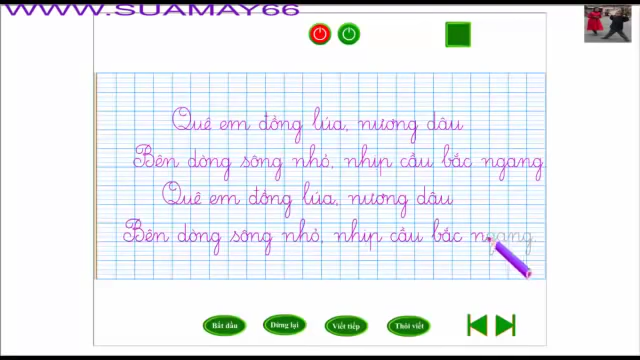 WWW.SUAMAY66
Quê em đồng lúa, nương dâu
Bên dòng sông nhỏ, nhịp cầu bắc ngang
Quê em đồng lúa, nương dâu
Bên dòng sông nhỏ, nhịp cầu bắc ngang.
Bắt đầu Dừng lại Viết tiếp Thôi viết